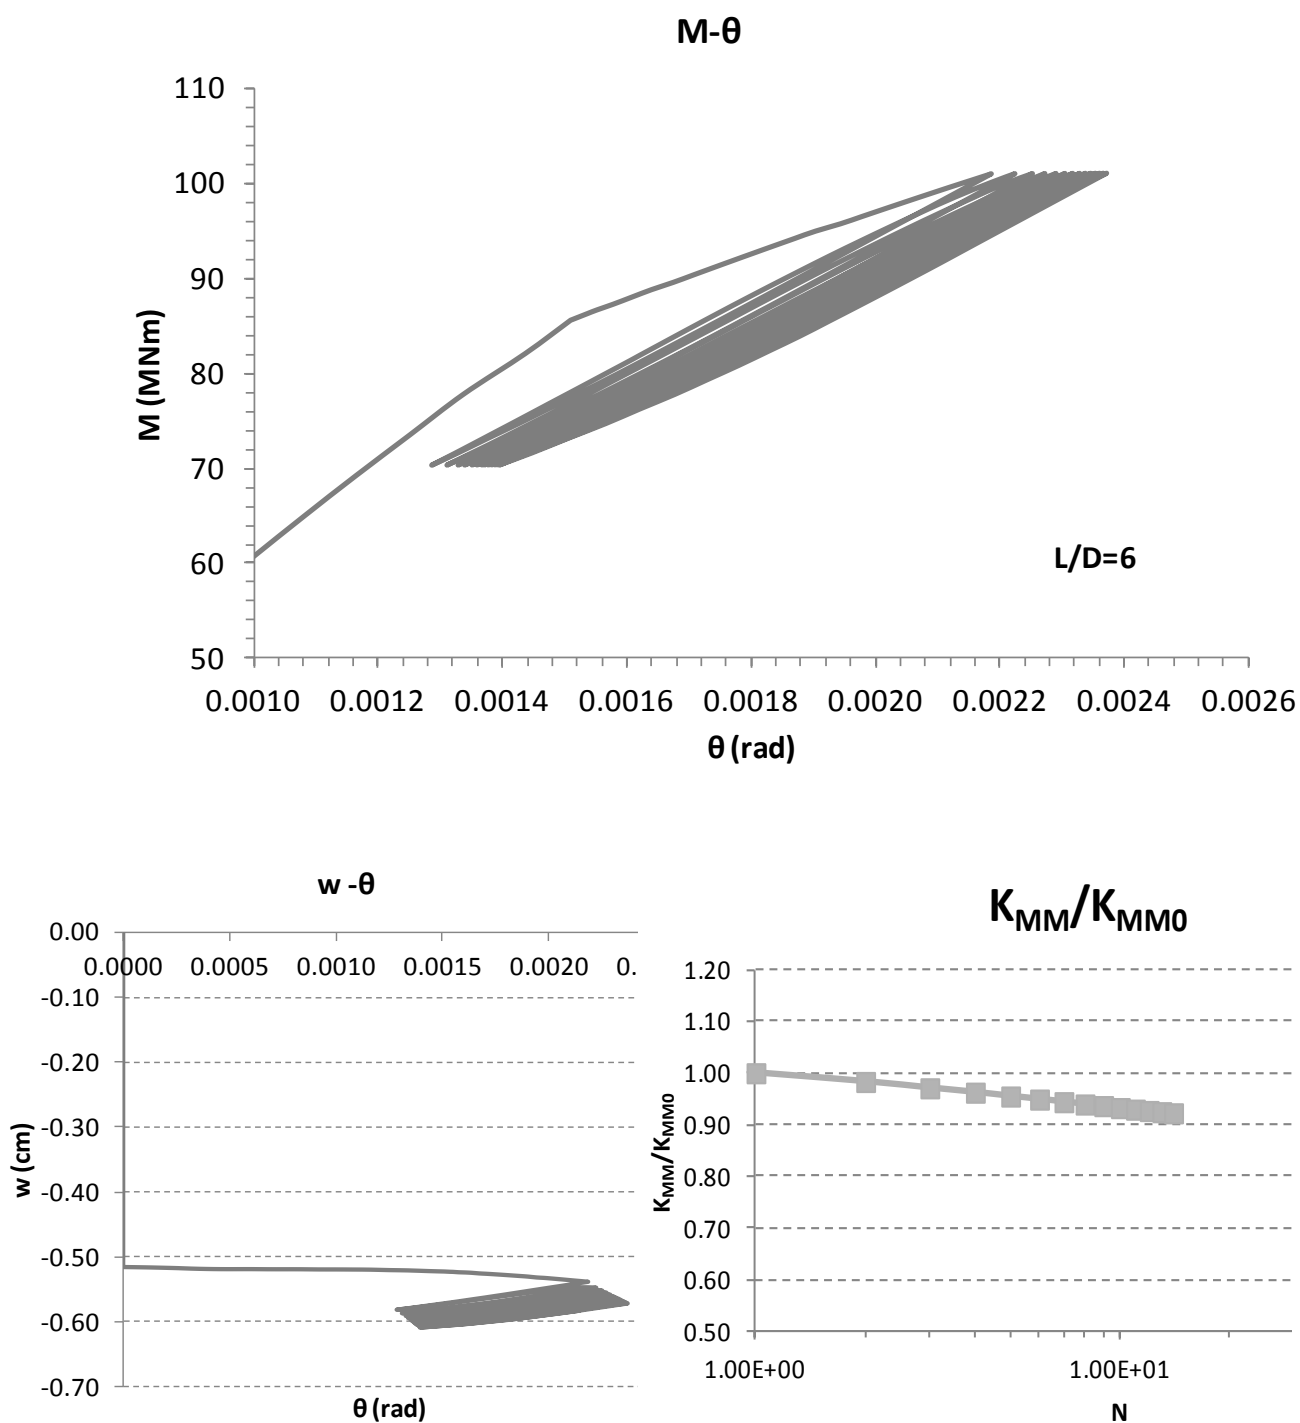 M-θ
110
100
90
80
70
60
50
M (MNm)
L/D=6
0.0010 0.0012 0.0014 0.0016 0.0018 0.0020 0.0022 0.0024 0.0026
θ (rad)
w -θ
0.00
0.0000 0.0005 0.0010 0.0015 0.0020 0.
-0.10
-0.20
-0.30
-0.40
-0.50
-0.60
-0.70
w (cm)
θ (rad)
KMM/KMM0
1.20
1.10
1.00
0.90
0.80
0.70
0.60
0.50
KMM/KMM0
1.00E+00 1.00E+01
N